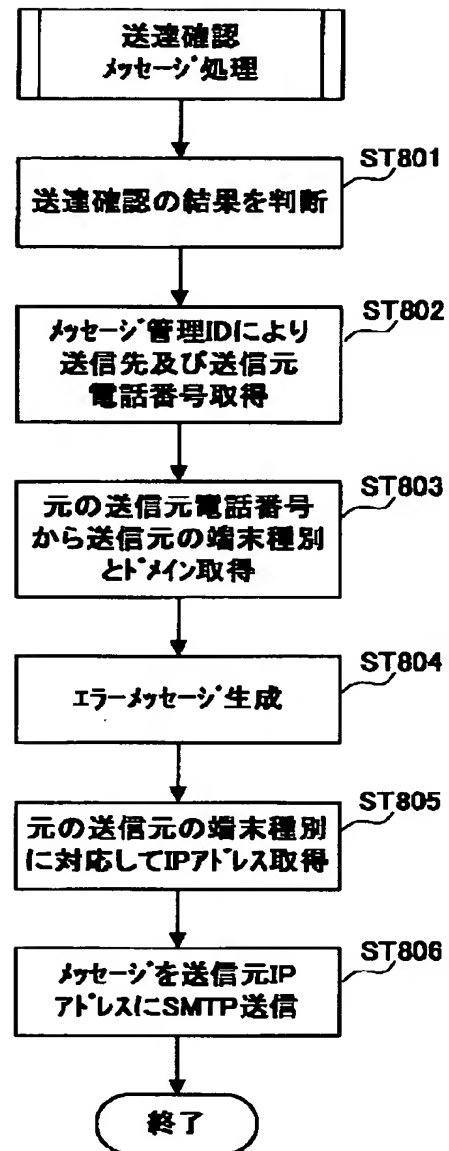 送達確認
メッセージ処理
ST801
送達確認の結果を判断
ST802
メッセージ管理IDにより
送信先及び送信元
電話番号取得
ST803
元の送信元電話番号
から送信元の端末種別
とドメイン取得
ST804
エラーメッセージ生成
ST805
元の送信元の端末種別
に対応してIPアドレス取得
ST806
メッセージを送信元IP
アドレスにSMTP送信
終了